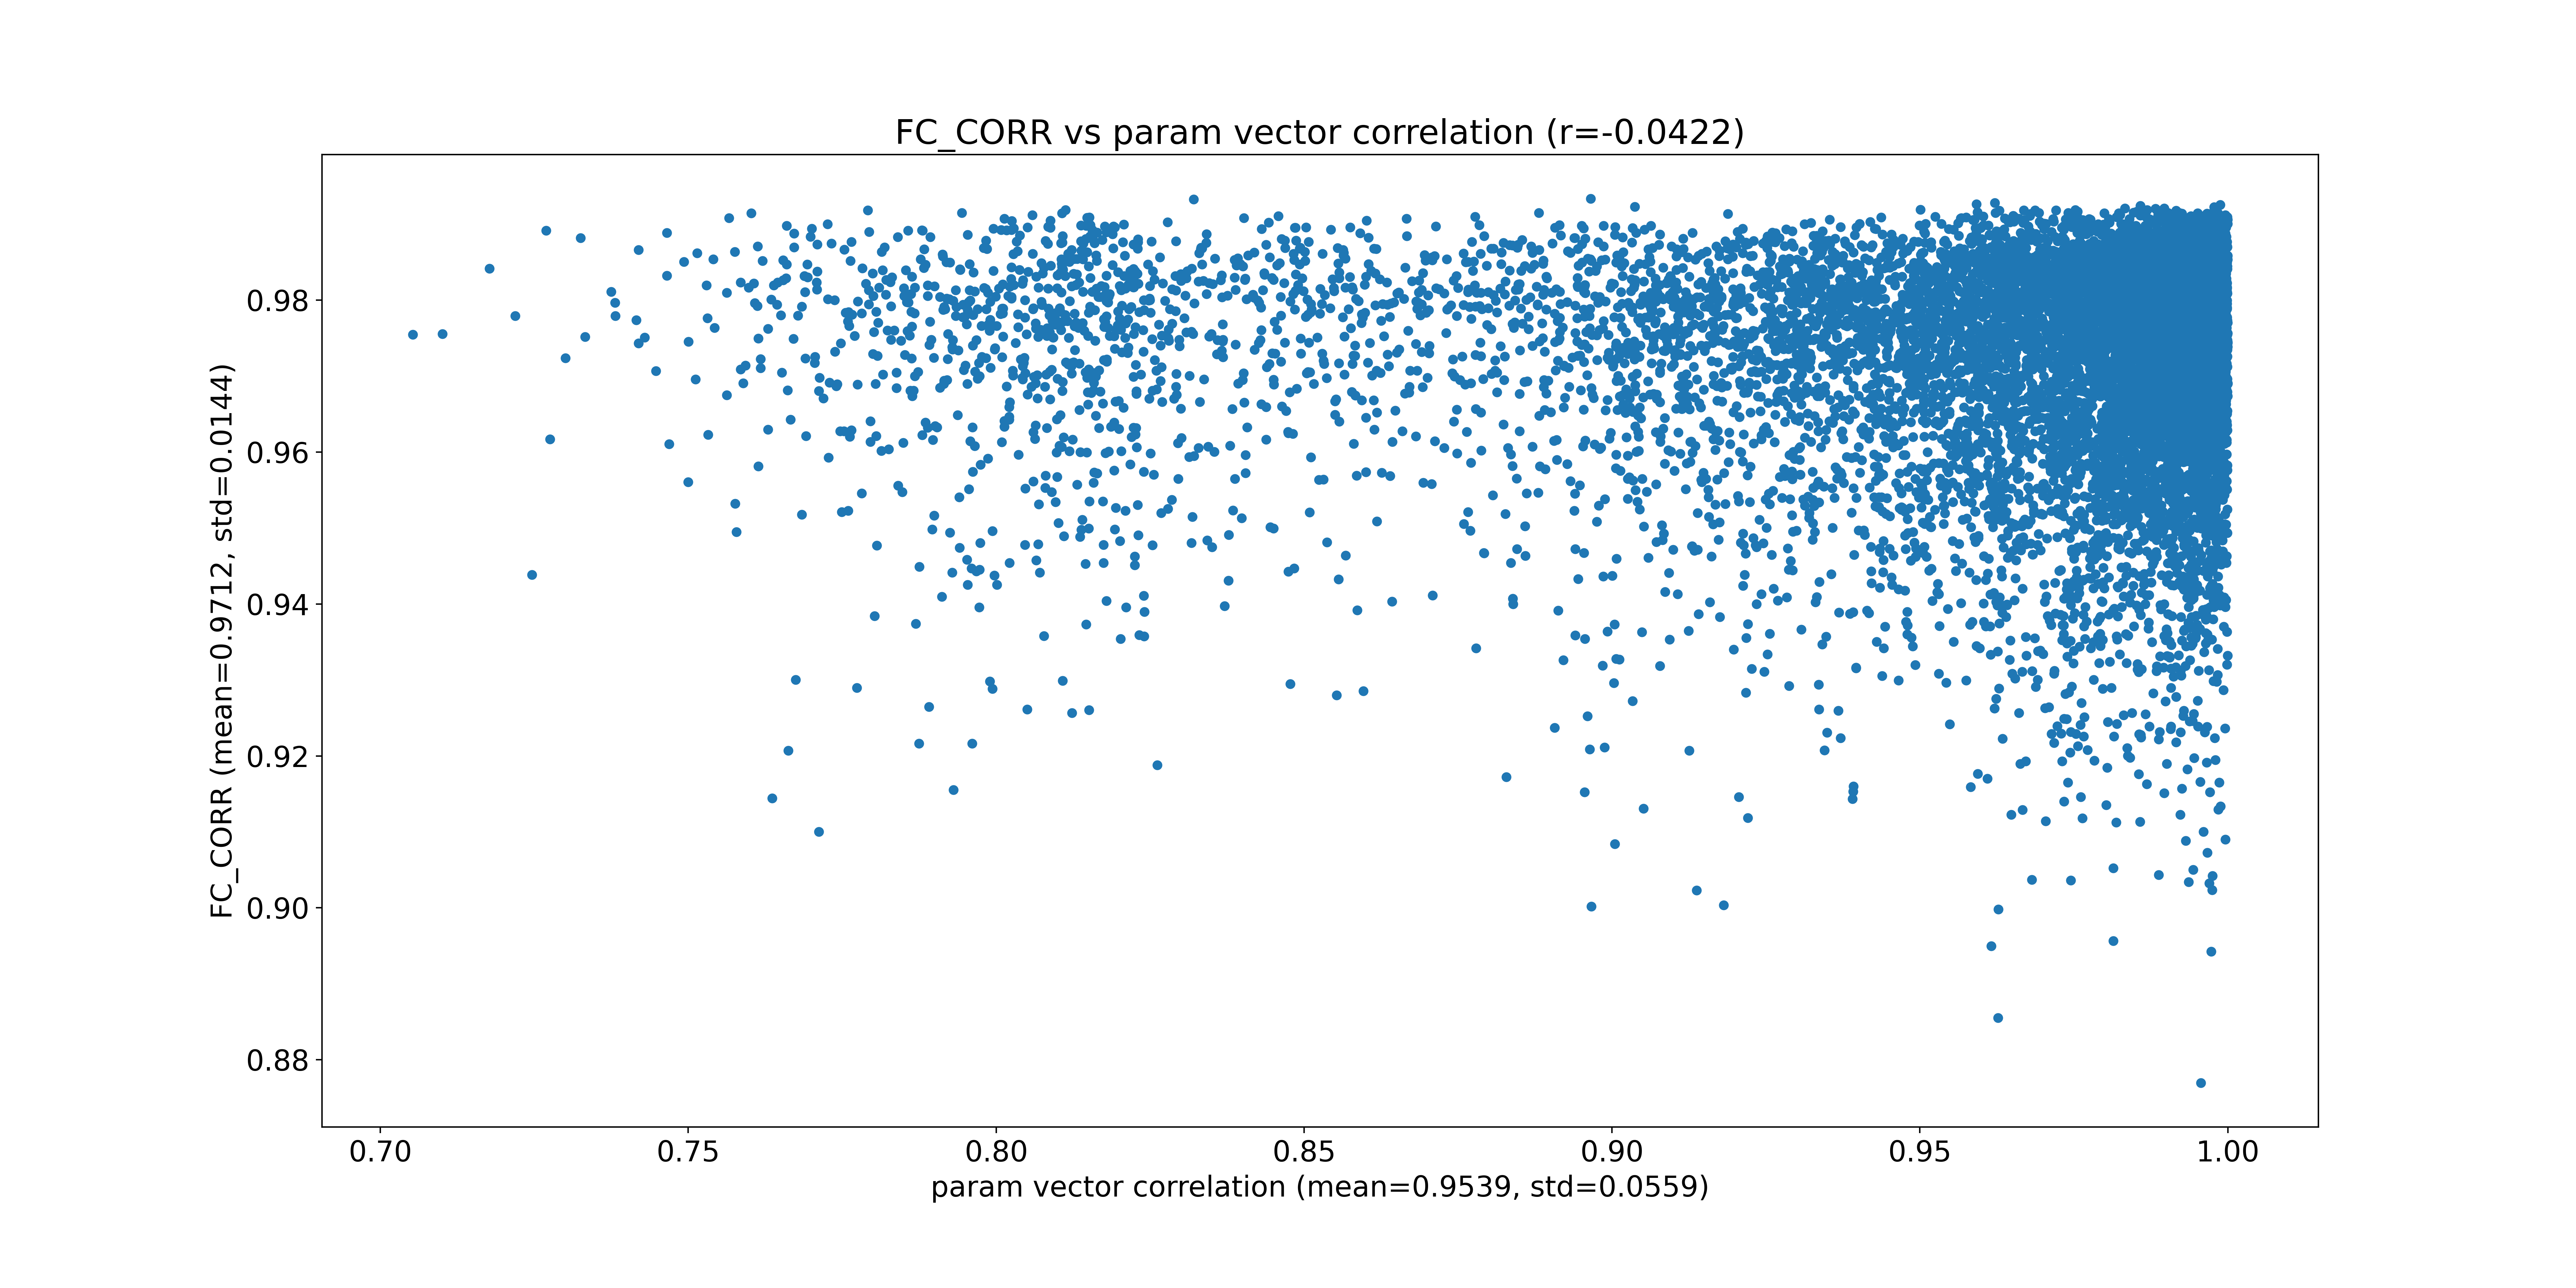 FC_CORR vs param vector correlation (r=-0.0422)
FC_CORR (mean=0.9712, std=0.0144)
0.98
0.96
0.94
0.92
0.90
0.88
0.70 0.75 0.80 0.85 0.90 0.95 1.00
param vector correlation (mean=0.9539, std=0.0559)